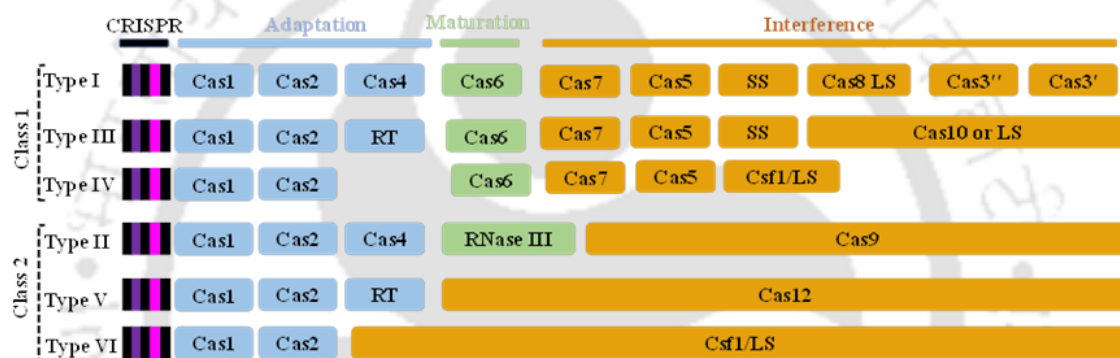 CRISPR Adaptation Maturation Interference
Class 1
Type I Cas1 Cas2 Cas4 Cas6 Cas7 Cas5 SS Cas8 LS Cas3′′ Cas3′
Type III Cas1 Cas2 RT Cas6 Cas7 Cas5 SS Cas10 or LS
Type IV Cas1 Cas2 Cas6 Cas7 Cas5 Csf1/LS
Class 2
Type II Cas1 Cas2 Cas4 RNase III Cas9
Type V Cas1 Cas2 RT Cas12
Type VI Cas1 Cas2 Csf1/LS